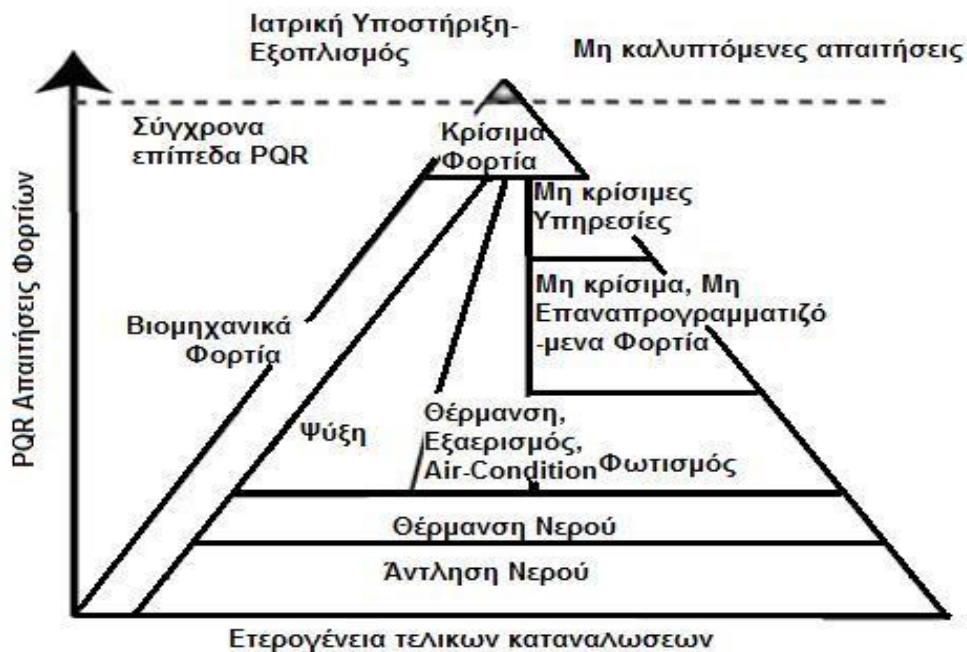 Ιατρική Υποστήριξη-
Εξοπλισμός
Μη καλυπτόμενες απαιτήσεις
Σύγχρονα
επίπεδα PQR
Κρίσιμα
Φορτία
Μη κρίσιμες
Υπηρεσίες
Μη κρίσιμα, Μη
Επαναπρογραμματιζό
-μενα Φορτία
Βιομηχανικά
Φορτία
Ψύξη
Θέρμανση,
Εξαερισμός,
Air-Condition
Φωτισμός
Θέρμανση Νερού
Άντληση Νερού
PQR Απαιτήσεις Φορτίων
Ετερογένεια τελικων καταναλωσεων